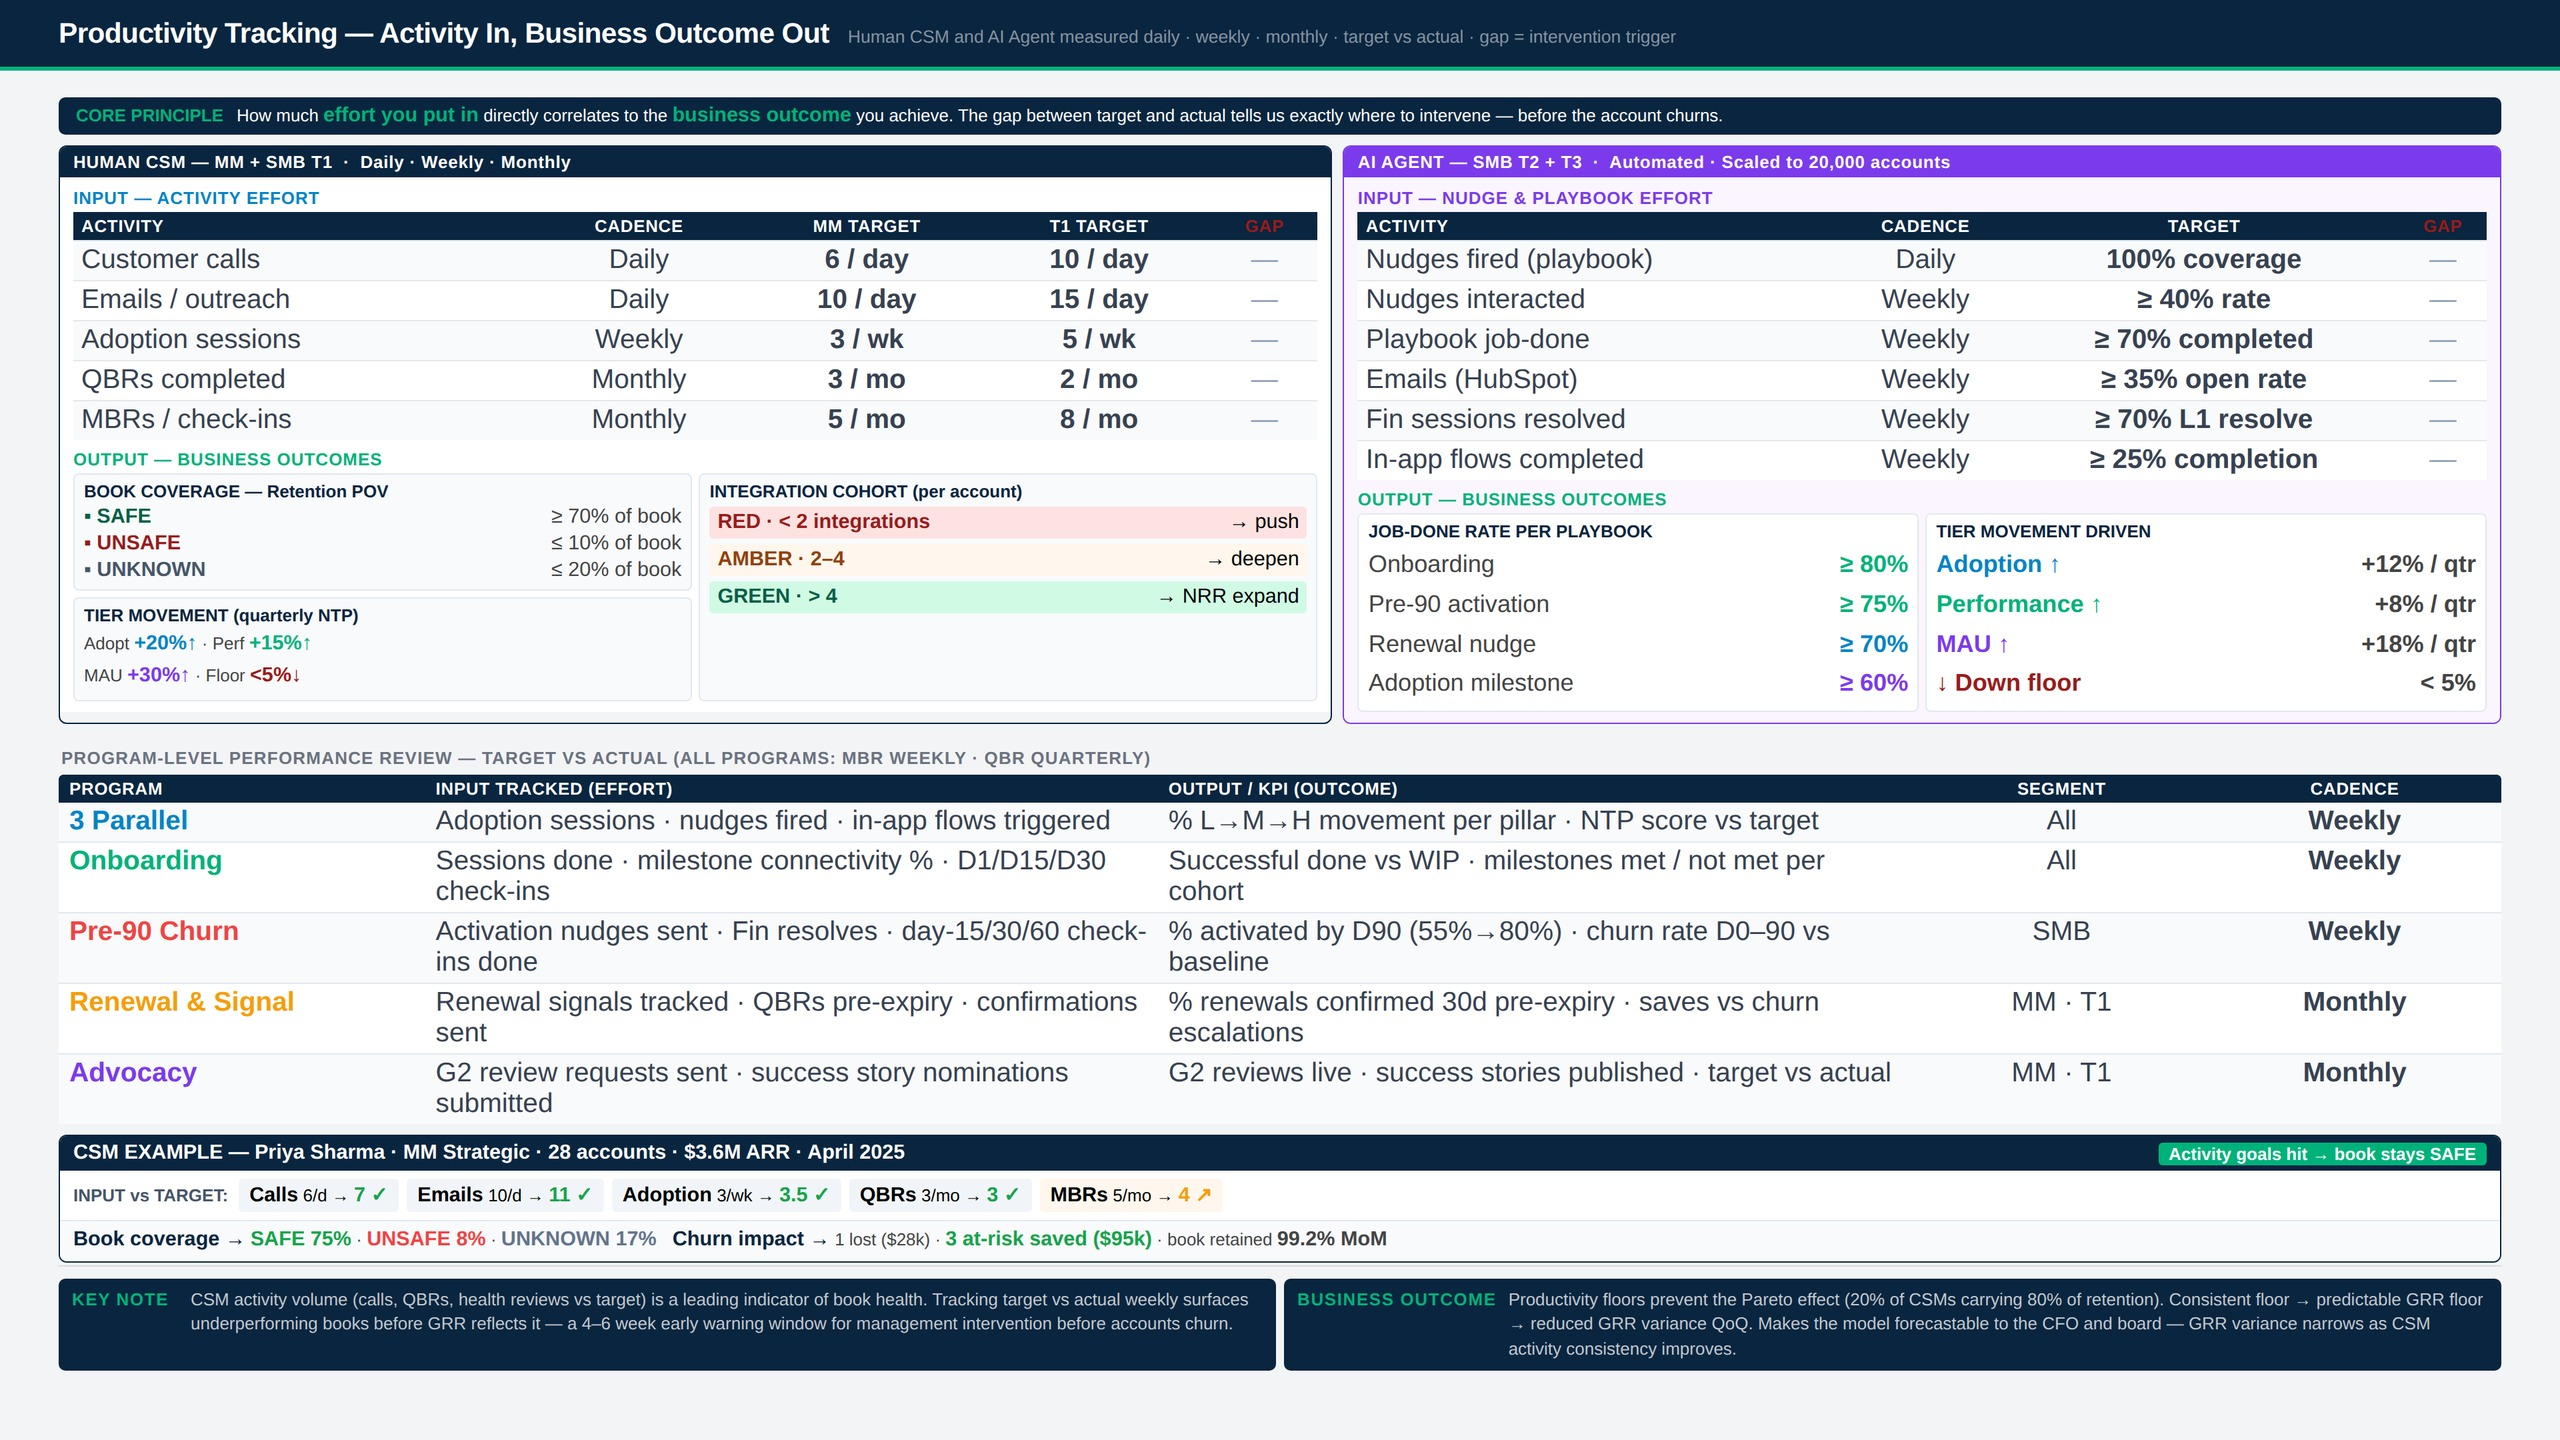 Productivity Tracking — Activity In, Business Outcome Out Human CSM and AI Agent measured daily · weekly · monthly · target vs actual · gap = intervention trigger
CORE PRINCIPLE How much effort you put in directly correlates to the business outcome you achieve. The gap between target and actual tells us exactly where to intervene — before the account churns.
HUMAN CSM — MM + SMB T1 · Daily · Weekly · Monthly
INPUT — ACTIVITY EFFORT
ACTIVITY CADENCE MM TARGET T1 TARGET GAP
Customer calls Daily 6 / day 10 / day —
Emails / outreach Daily 10 / day 15 / day —
Adoption sessions Weekly 3 / wk 5 / wk —
QBRs completed Monthly 3 / mo 2 / mo —
MBRs / check-ins Monthly 5 / mo 8 / mo —
OUTPUT — BUSINESS OUTCOMES
BOOK COVERAGE — Retention POV
▪ SAFE ≥ 70% of book
▪ UNSAFE ≤ 10% of book
▪ UNKNOWN ≤ 20% of book
TIER MOVEMENT (quarterly NTP)
Adopt +20%↑ · Perf +15%↑
MAU +30%↑ · Floor <5%↓
INTEGRATION COHORT (per account)
RED · < 2 integrations → push
AMBER · 2–4 → deepen
GREEN · > 4 → NRR expand
AI AGENT — SMB T2 + T3 · Automated · Scaled to 20,000 accounts
INPUT — NUDGE & PLAYBOOK EFFORT
ACTIVITY CADENCE TARGET GAP
Nudges fired (playbook) Daily 100% coverage —
Nudges interacted Weekly ≥ 40% rate —
Playbook job-done Weekly ≥ 70% completed —
Emails (HubSpot) Weekly ≥ 35% open rate —
Fin sessions resolved Weekly ≥ 70% L1 resolve —
In-app flows completed Weekly ≥ 25% completion —
OUTPUT — BUSINESS OUTCOMES
JOB-DONE RATE PER PLAYBOOK
Onboarding ≥ 80%
Pre-90 activation ≥ 75%
Renewal nudge ≥ 70%
Adoption milestone ≥ 60%
TIER MOVEMENT DRIVEN
Adoption ↑ +12% / qtr
Performance ↑ +8% / qtr
MAU ↑ +18% / qtr
↓ Down floor < 5%
PROGRAM-LEVEL PERFORMANCE REVIEW — TARGET VS ACTUAL (ALL PROGRAMS: MBR WEEKLY · QBR QUARTERLY)
PROGRAM INPUT TRACKED (EFFORT) OUTPUT / KPI (OUTCOME) SEGMENT CADENCE
3 Parallel Adoption sessions · nudges fired · in-app flows triggered % L→M→H movement per pillar · NTP score vs target All Weekly
Onboarding Sessions done · milestone connectivity % · D1/D15/D30 Successful done vs WIP · milestones met / not met per All Weekly
check-ins cohort
Pre-90 Churn Activation nudges sent · Fin resolves · day-15/30/60 check- % activated by D90 (55%→80%) · churn rate D0–90 vs SMB Weekly
ins done baseline
Renewal & Signal Renewal signals tracked · QBRs pre-expiry · confirmations % renewals confirmed 30d pre-expiry · saves vs churn MM · T1 Monthly
sent escalations
Advocacy G2 review requests sent · success story nominations G2 reviews live · success stories published · target vs actual MM · T1 Monthly
submitted
CSM EXAMPLE — Priya Sharma · MM Strategic · 28 accounts · $3.6M ARR · April 2025 Activity goals hit → book stays SAFE
INPUT vs TARGET: Calls 6/d → 7 ✓ Emails 10/d → 11 ✓ Adoption 3/wk → 3.5 ✓ QBRs 3/mo → 3 ✓ MBRs 5/mo → 4 ↗
Book coverage → SAFE 75% · UNSAFE 8% · UNKNOWN 17% Churn impact → 1 lost ($28k) · 3 at-risk saved ($95k) · book retained 99.2% MoM
KEY NOTE CSM activity volume (calls, QBRs, health reviews vs target) is a leading indicator of book health. Tracking target vs actual weekly surfaces
underperforming books before GRR reflects it — a 4–6 week early warning window for management intervention before accounts churn.
BUSINESS OUTCOME Productivity floors prevent the Pareto effect (20% of CSMs carrying 80% of retention). Consistent floor → predictable GRR floor
→ reduced GRR variance QoQ. Makes the model forecastable to the CFO and board — GRR variance narrows as CSM
activity consistency improves.